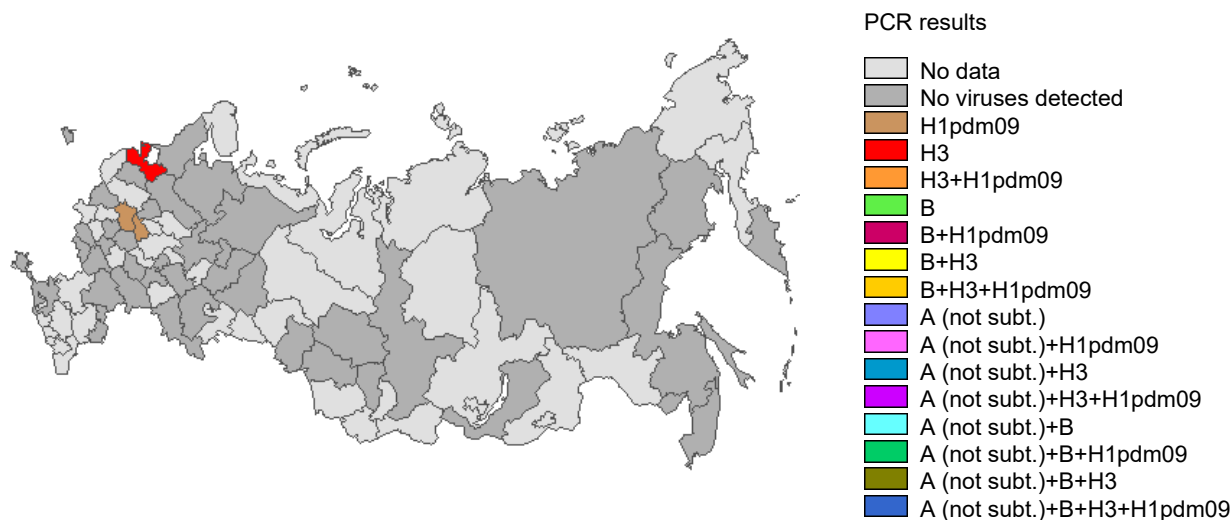 PCR results
No data
No viruses detected
H1pdm09
H3
H3+H1pdm09
B
B+H1pdm09
B+H3
B+H3+H1pdm09
A (not subt.)
A (not subt.)+H1pdm09
A (not subt.)+H3
A (not subt.)+H3+H1pdm09
A (not subt.)+B
A (not subt.)+B+H1pdm09
A (not subt.)+B+H3
A (not subt.)+B+H3+H1pdm09